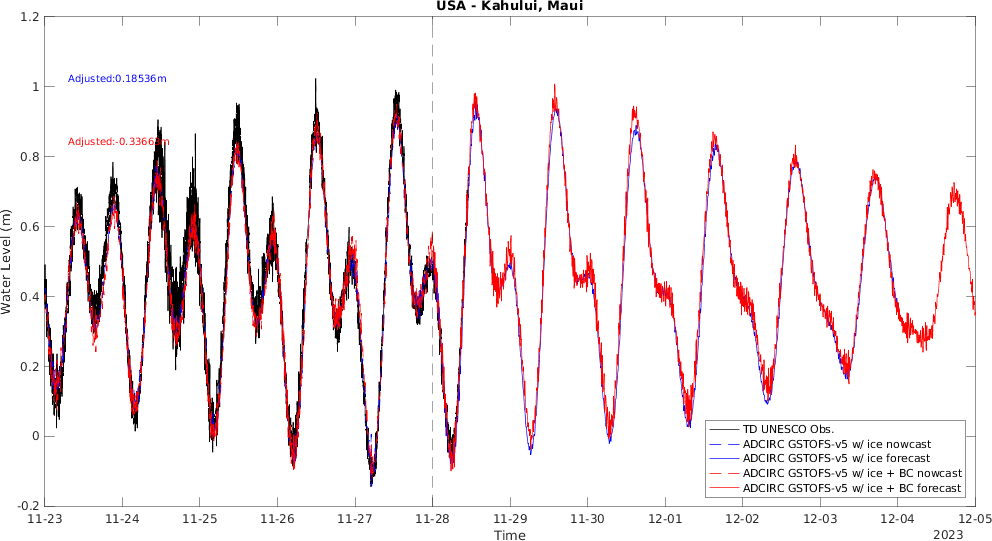 USA - Kahului, Maui
1.2
1
0.8
0.6
0.4
0.2
0
-0.2
Water Level (m)
Adjusted:0.18536m
11-23
11-24
11-25
11-26
11-27
11-28
11-29
11-30
12-01
12-02
12-03
12-04
12-05
Time
2023
TD UNESCO Obs.
ADCIRC GSTOFS-v5 w/ ice nowcast
ADCIRC GSTOFS-v5 w/ ice forecast
ADCIRC GSTOFS-v5 w/ ice + BC nowcast
ADCIRC GSTOFS-v5 w/ ice + BC forecast